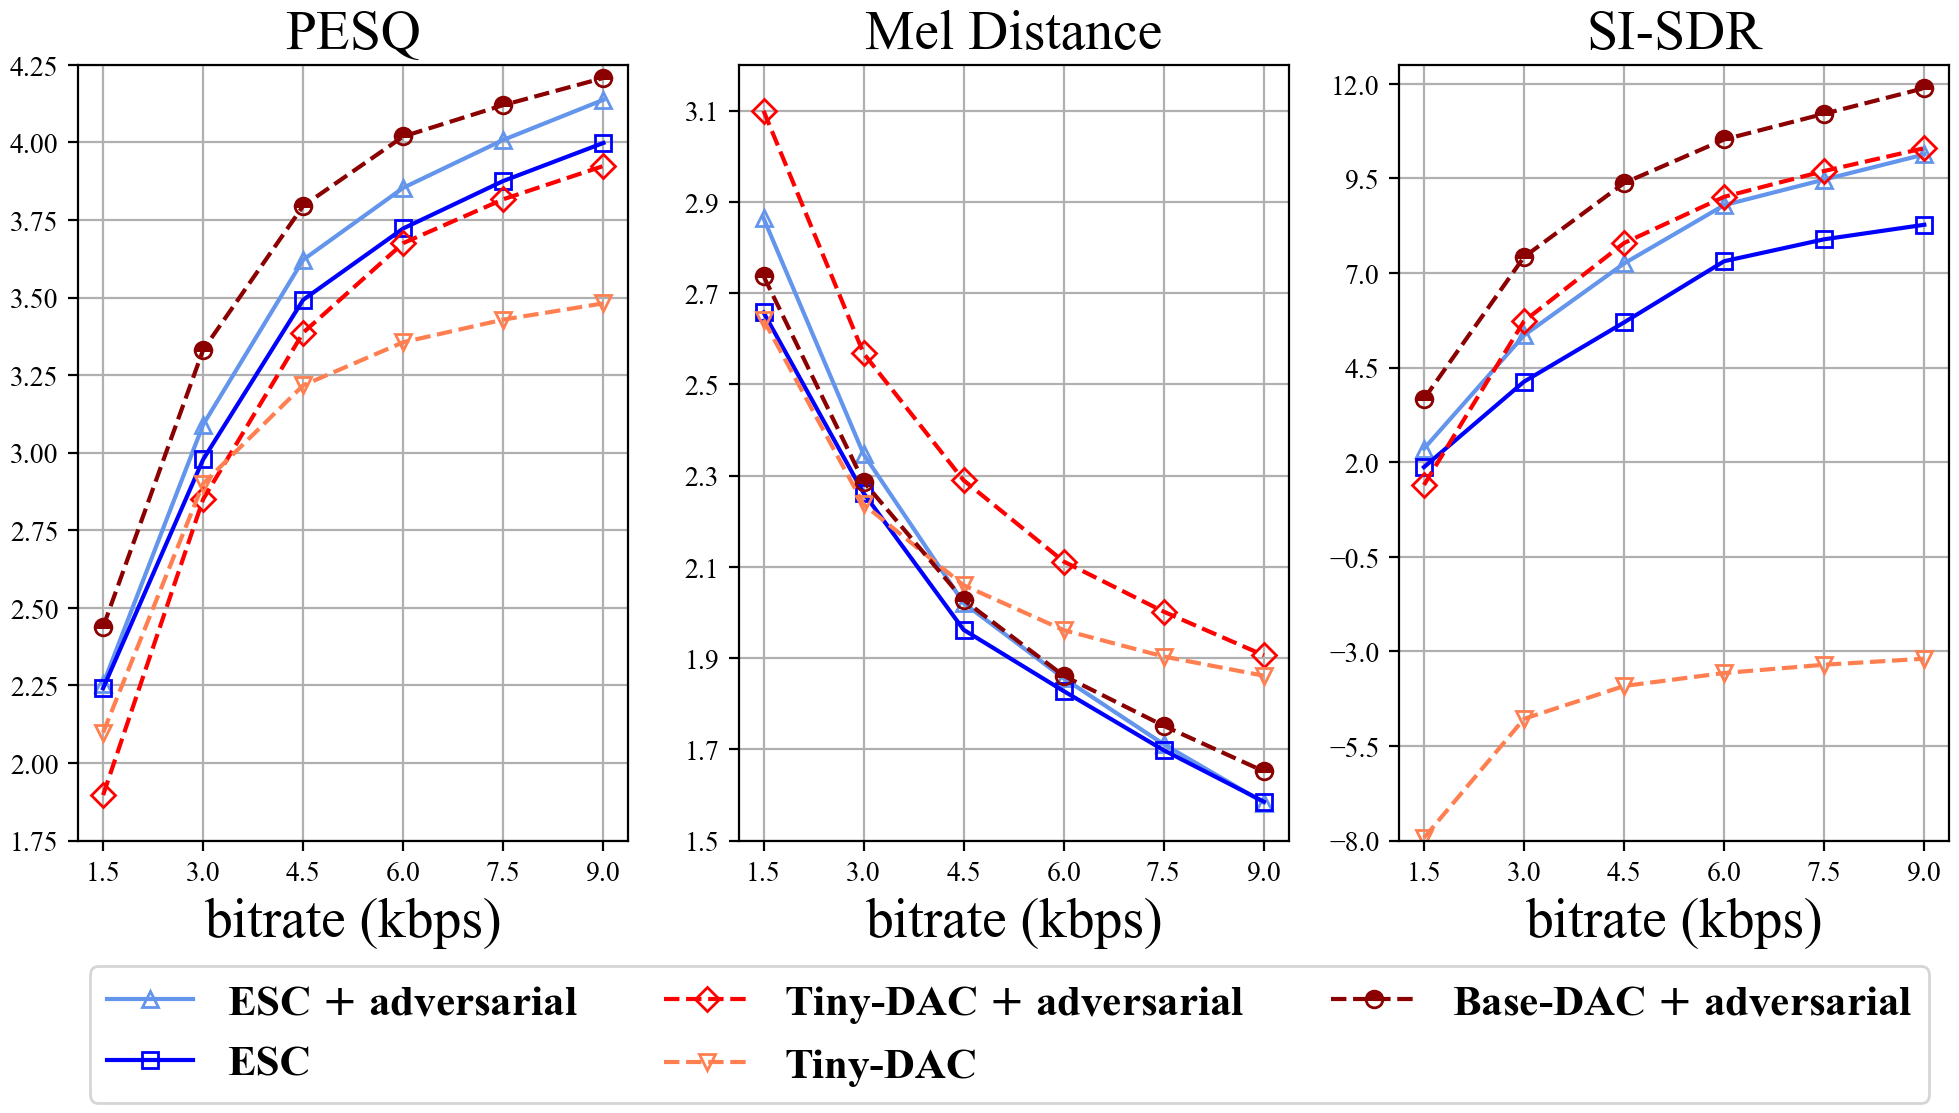 PESQ
Mel Distance
SI-SDR
4.25
4.00
3.75
3.50
3.25
3.00
2.75
2.50
2.25
2.00
1.75
1.5 3.0 4.5 6.0 7.5 9.0
bitrate (kbps)
3.1
2.9
2.7
2.5
2.3
2.1
1.9
1.7
1.5
1.5 3.0 4.5 6.0 7.5 9.0
bitrate (kbps)
12.0
9.5
7.0
4.5
2.0
−0.5
−3.0
−5.5
−8.0
1.5 3.0 4.5 6.0 7.5 9.0
bitrate (kbps)
ESC + adversarial
ESC
Tiny-DAC + adversarial
Tiny-DAC
Base-DAC + adversarial